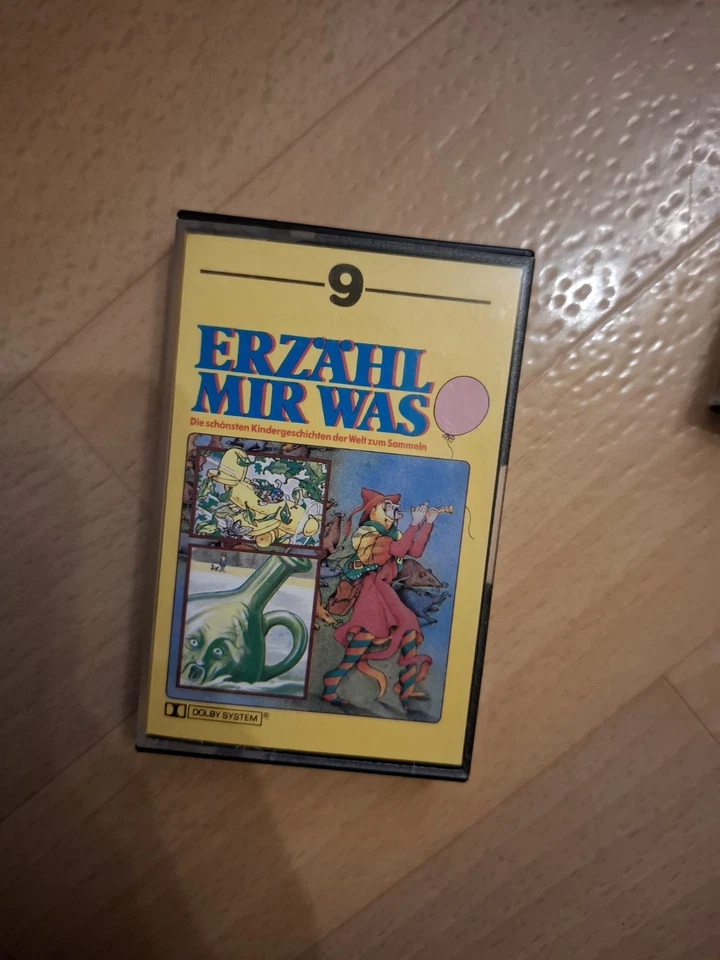 9
ERZÄHL
MIR WAS
Die schönsten Kindergeschichten der Welt zum Sammeln
DOLBY SYSTEM®